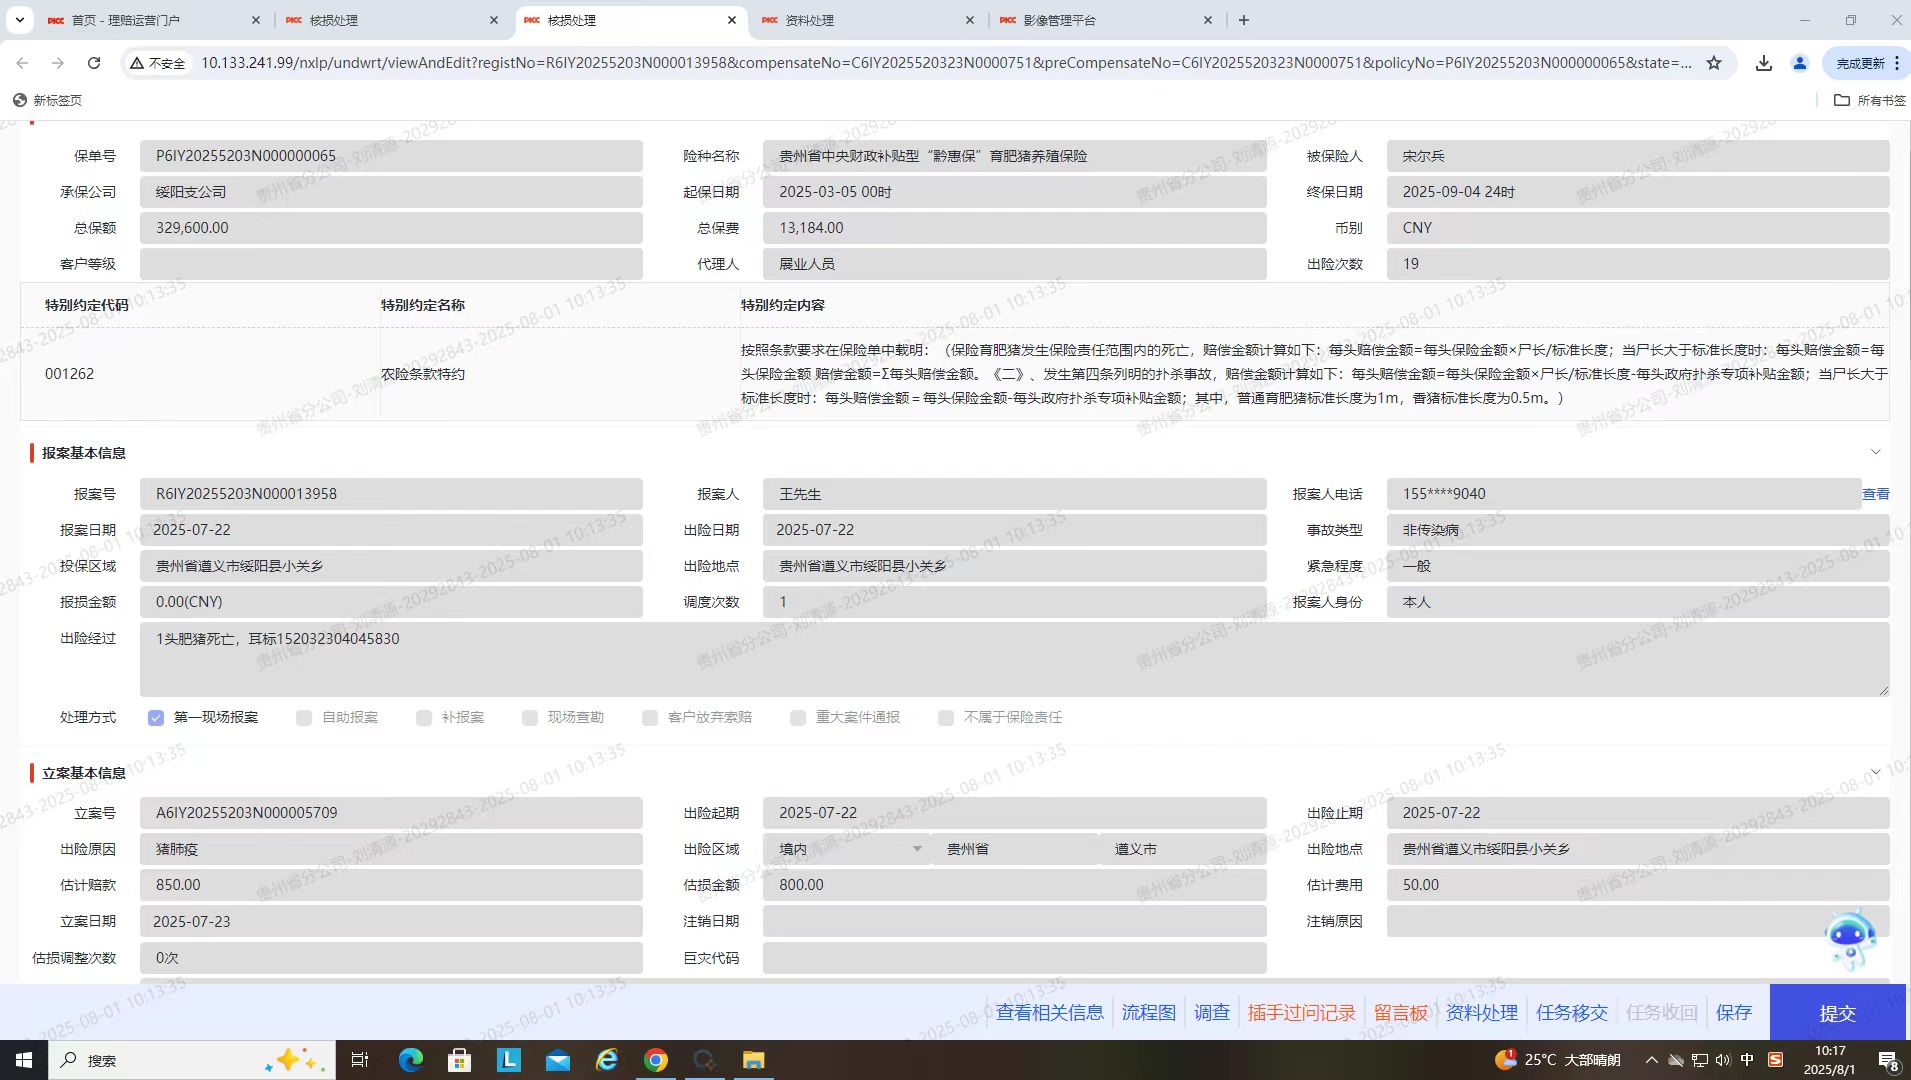 首页 - 理赔运营门户
核损处理
核损处理
资料处理
影像管理平台
不安全
10.133.241.99/nxlp/undwrt/viewAndEdit?registNo=R6IY20255203N000013958&compensateNo=C6IY2025520323N0000751&preCompensateNo=C6IY2025520323N0000751&policyNo=P6IY20255203N000000065&state=...
完成更新
新标签页
所有书签
保单号 P6IY20255203N000000065 险种名称 贵州省中央财政补贴型“黔惠保”育肥猪养殖保险 被保险人 宋尔兵
承保公司 绥阳支公司 起保日期 2025-03-05 00时 终保日期 2025-09-04 24时
总保额 329,600.00 总保费 13,184.00 币别 CNY
客户等级 代理人 展业人员 出险次数 19
特别约定代码 特别约定名称 特别约定内容
001262 农险条款特约
按照条款要求在保险单中载明：（保险育肥猪发生保险责任范围内的死亡，赔偿金额计算如下：每头赔偿金额=每头保险金额×尸长/标准长度；当尸长大于标准长度时：每头赔偿金额=每
头保险金额 赔偿金额=Σ每头赔偿金额。《二》、发生第四条列明的扑杀事故，赔偿金额计算如下：每头赔偿金额=每头保险金额×尸长/标准长度-每头政府扑杀专项补贴金额；当尸长大于
标准长度时：每头赔偿金额＝每头保险金额-每头政府扑杀专项补贴金额；其中，普通育肥猪标准长度为1m，香猪标准长度为0.5m。）
报案基本信息
报案号 R6IY20255203N000013958 报案人 王先生 报案人电话 155****9040 查看
报案日期 2025-07-22 出险日期 2025-07-22 事故类型 非传染病
投保区域 贵州省遵义市绥阳县小关乡 出险地点 贵州省遵义市绥阳县小关乡 紧急程度 一般
报损金额 0.00(CNY) 调度次数 1 报案人身份 本人
出险经过 1头肥猪死亡，耳标152032304045830
处理方式 第一现场报案 自助报案 补报案 现场查勘 客户放弃索赔 重大案件通报 不属于保险责任
立案基本信息
立案号 A6IY20255203N000005709 出险起期 2025-07-22 出险止期 2025-07-22
出险原因 猪肺疫 出险区域 境内 贵州省 遵义市 出险地点 贵州省遵义市绥阳县小关乡
估计赔款 850.00 估损金额 800.00 估计费用 50.00
立案日期 2025-07-23 注销日期 注销原因
估损调整次数 0次 巨灾代码
查看相关信息 流程图 调查 插手过问记录 留言板 资料处理 任务移交 任务收回 保存 提交
贵州省分公司-刘清源-20292843-2025-08-01 10:13:35
搜索
25°C 大部晴朗
中
10:17
2025/8/1
8